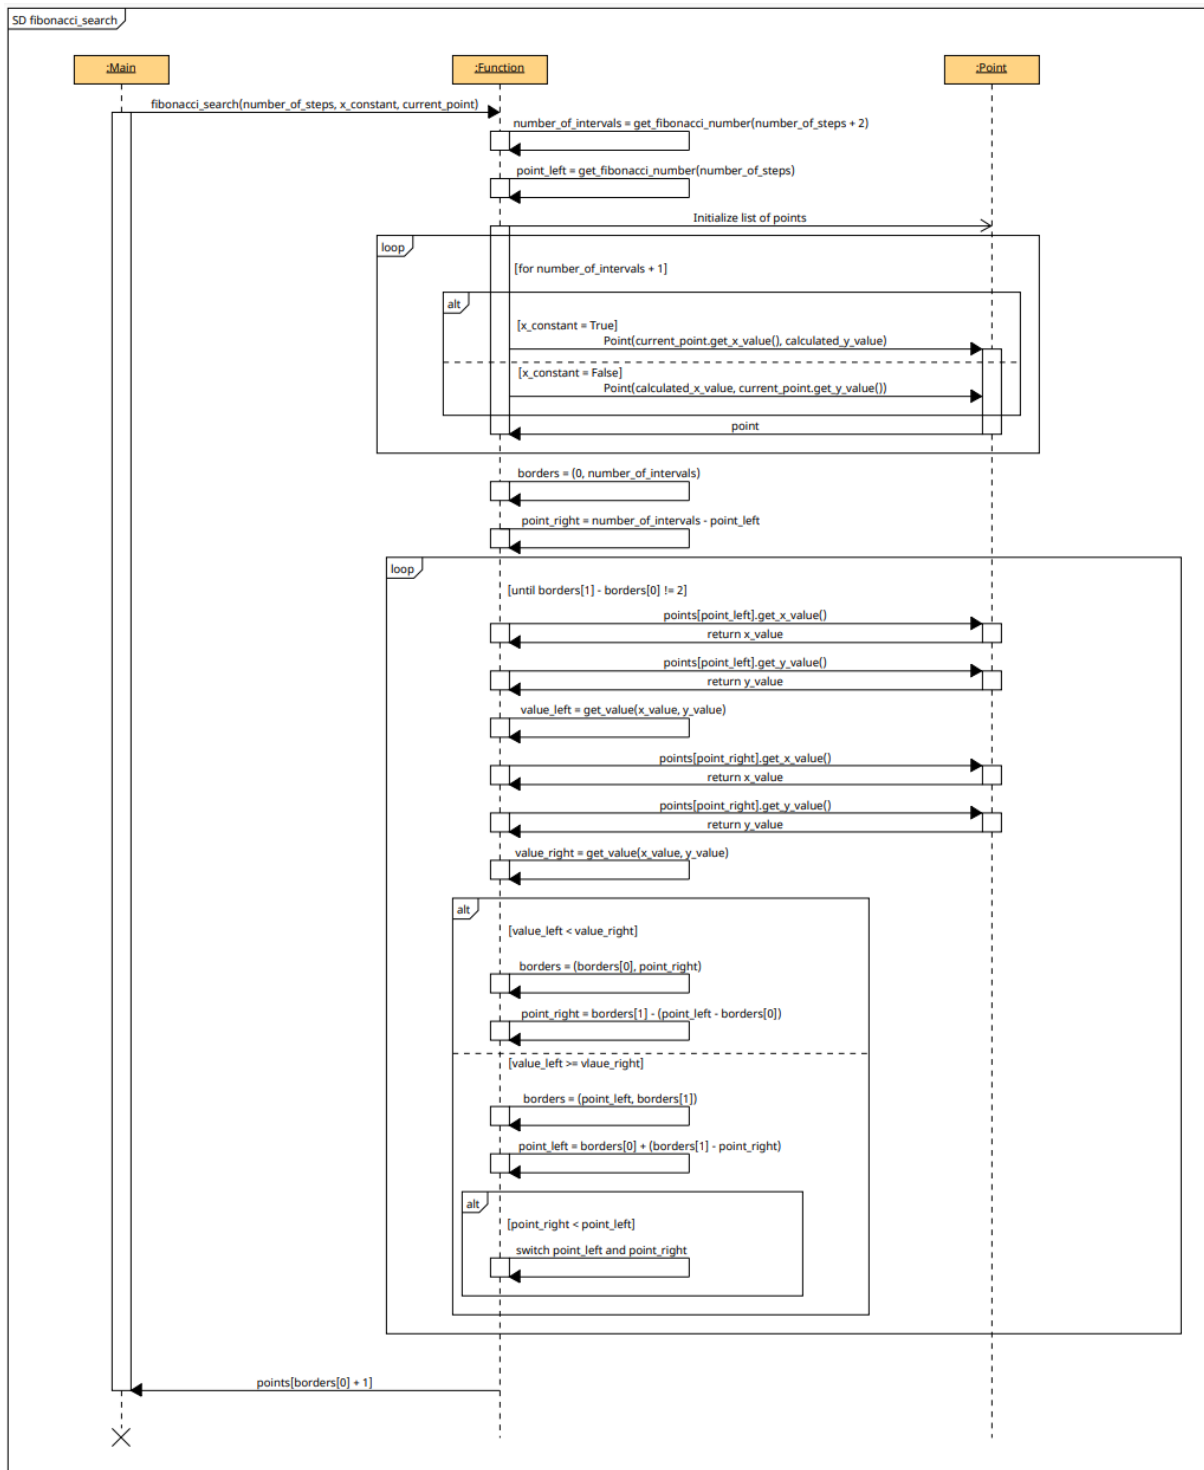 SD fibonacci_search
:Main
:Function
:Point
fibonacci_search(number_of_steps, x_constant, current_point)
number_of_intervals = get_fibonacci_number(number_of_steps + 2)
point_left = get_fibonacci_number(number_of_steps)
Initialize list of points
loop
[for number_of_intervals + 1]
alt
[x_constant = True]
Point(current_point.get_x_value(), calculated_y_value)
[x_constant = False]
Point(calculated_x_value, current_point.get_y_value())
point
borders = (0, number_of_intervals)
point_right = number_of_intervals - point_left
loop
[until borders[1] - borders[0] != 2]
points[point_left].get_x_value()
return x_value
points[point_left].get_y_value()
return y_value
value_left = get_value(x_value, y_value)
points[point_right].get_x_value()
return x_value
points[point_right].get_y_value()
return y_value
value_right = get_value(x_value, y_value)
alt
[value_left < value_right]
borders = (borders[0], point_right)
point_right = borders[1] - (point_left - borders[0])
[value_left >= vlaue_right]
borders = (point_left, borders[1])
point_left = borders[0] + (borders[1] - point_right)
alt
[point_right < point_left]
switch point_left and point_right
points[borders[0] + 1]